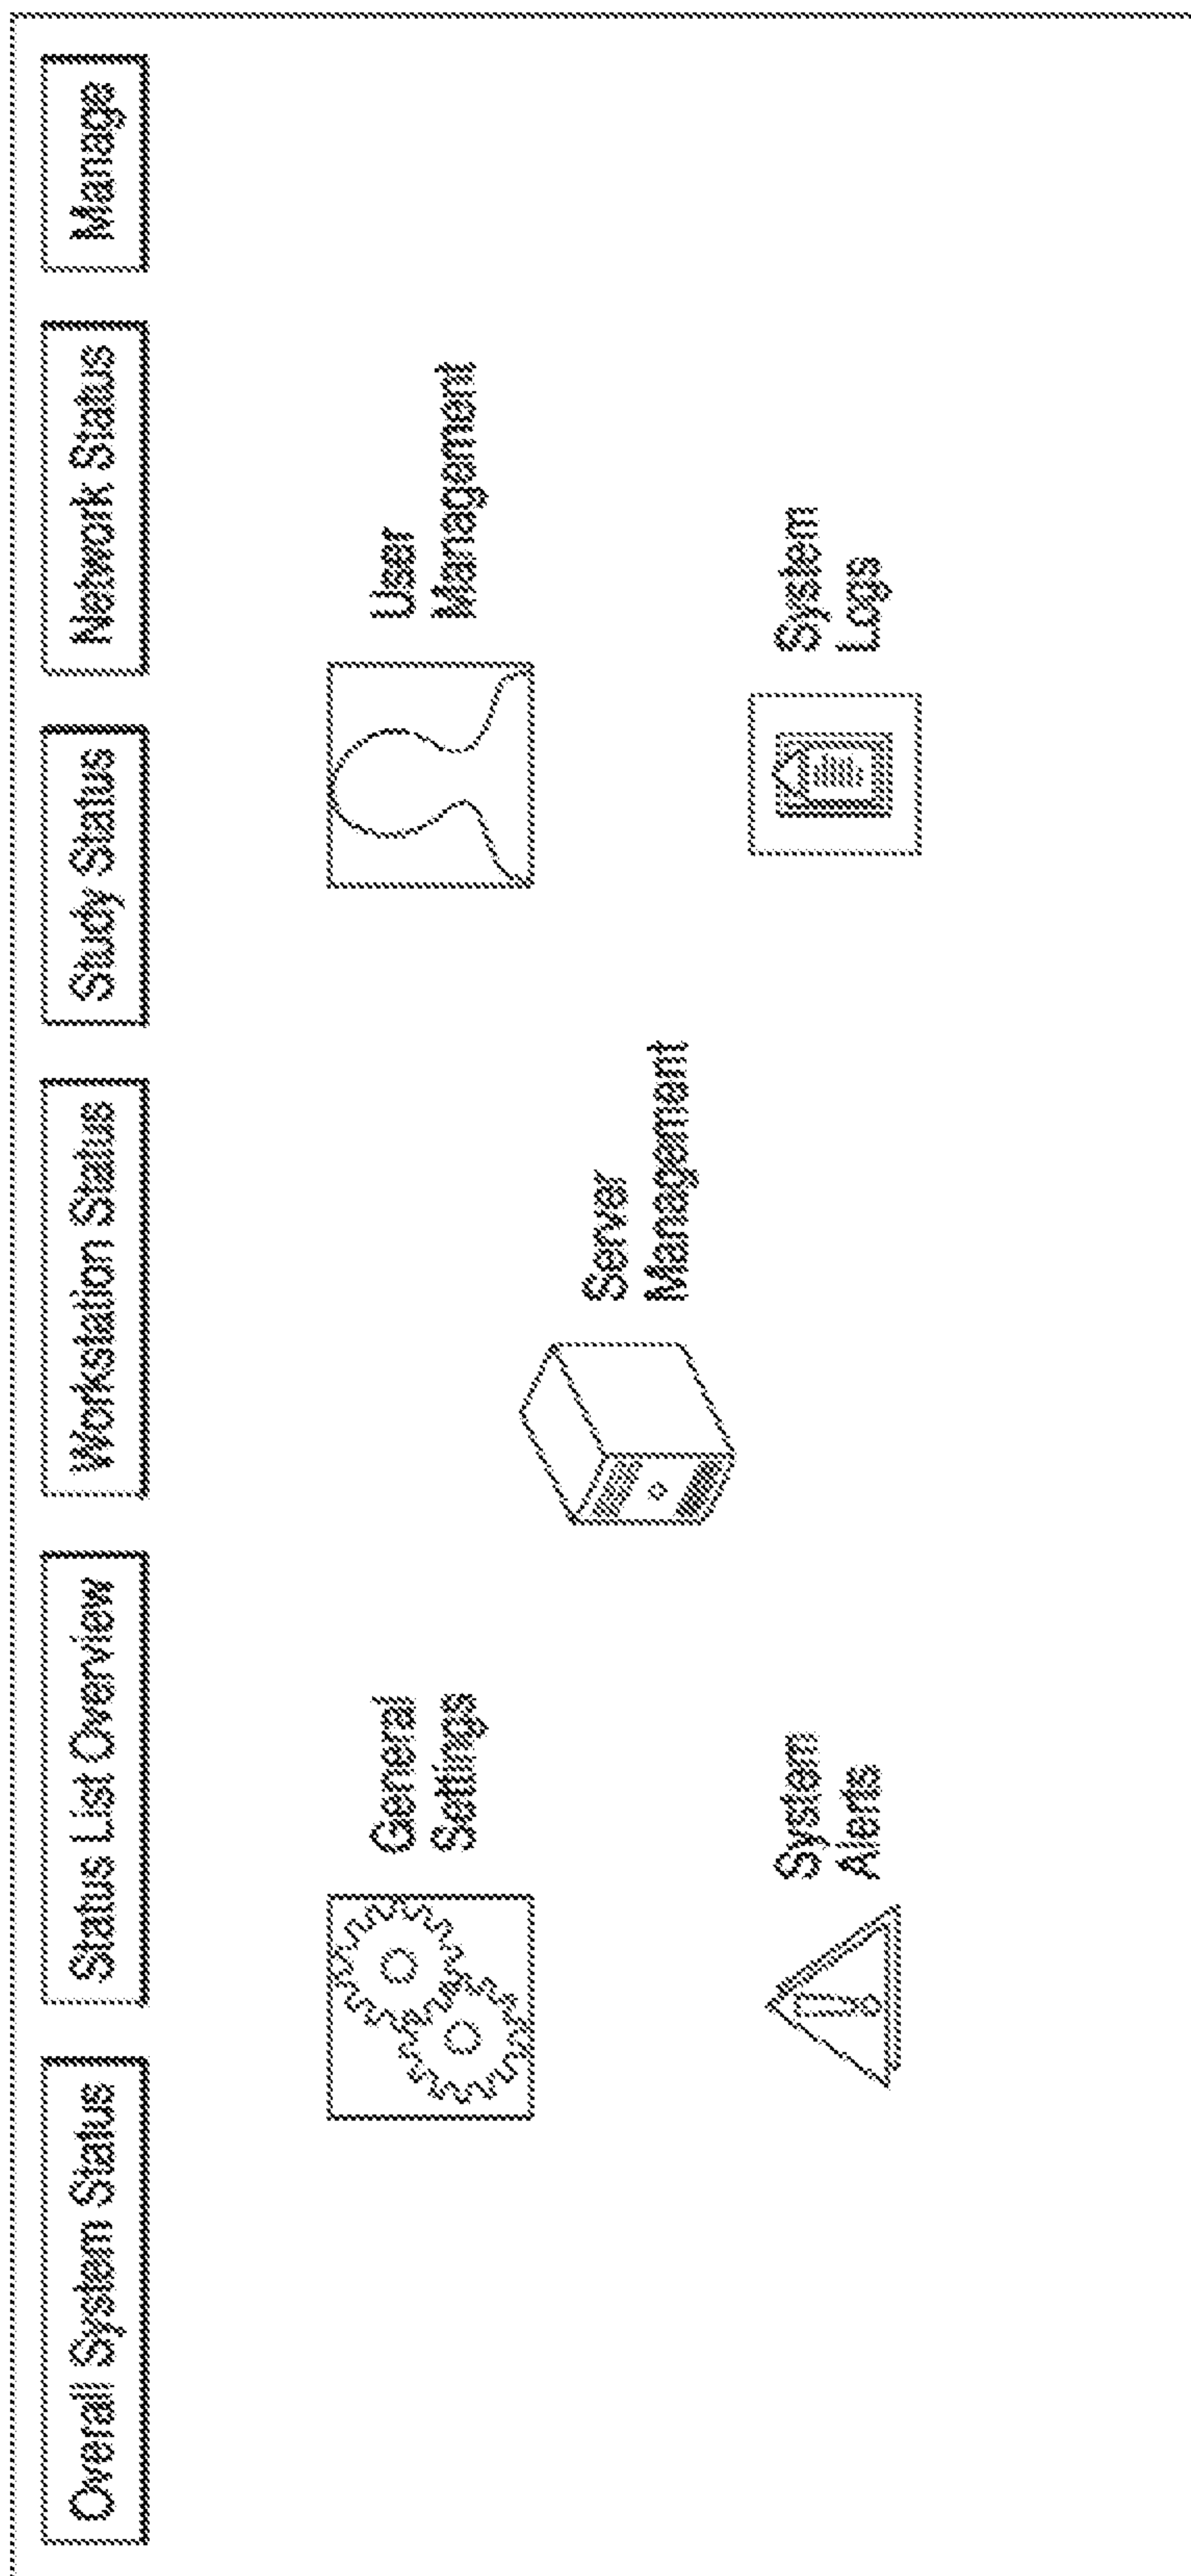 Overall System Status
Status List Overview
Workstation Status
Study Status
Network Status
Manage
General
Settings
User
Management
Server
Management
System
Alerts
System
Logs